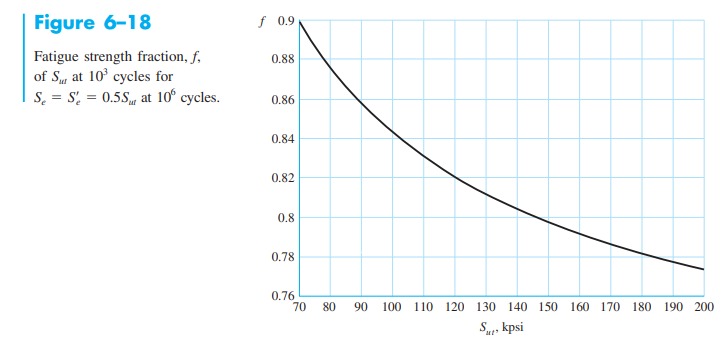 Figure 6–18
Fatigue strength fraction, f,
of Sut at 10³ cycles for
Se = S′e = 0.5Sut at 10⁶ cycles.
f
0.9
0.88
0.86
0.84
0.82
0.8
0.78
0.76
70 80 90 100 110 120 130 140 150 160 170 180 190 200
Sut, kpsi